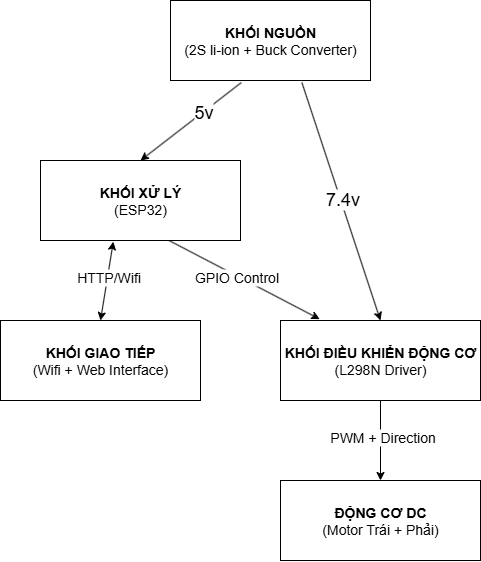 KHỐI NGUỒN
(2S li-ion + Buck Converter)
5v
7.4v
KHỐI XỬ LÝ
(ESP32)
HTTP/Wifi
GPIO Control
KHỐI GIAO TIẾP
(Wifi + Web Interface)
KHỐI ĐIỀU KHIỂN ĐỘNG CƠ
(L298N Driver)
PWM + Direction
ĐỘNG CƠ DC
(Motor Trái + Phải)